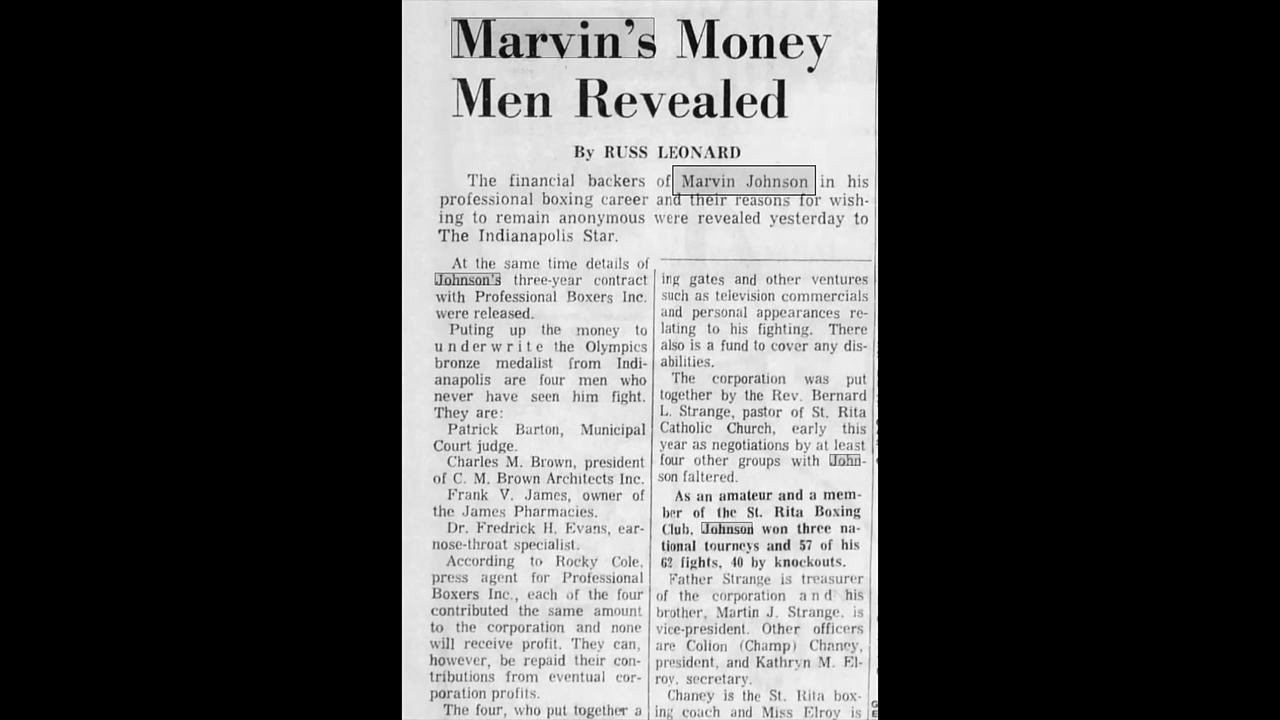 Marvin's Money
Men Revealed
By RUSS LEONARD
The financial backers of Marvin Johnson in his
professional boxing career and their reasons for wish-
ing to remain anonymous were revealed yesterday to
The Indianapolis Star.
At the same time details of
Johnson's three-year contract
with Professional Boxers Inc.
were released.
Puting up the money to
underwrite the Olympics
bronze medalist from Indi-
anapolis are four men who
never have seen him fight.
They are:
Patrick Barton, Municipal
Court judge.
Charles M. Brown, president
of C. M. Brown Architects Inc.
Frank V. James, owner of
the James Pharmacies.
Dr. Fredrick H. Evans, ear-
nose-throat specialist.
According to Rocky Cole,
press agent for Professional
Boxers Inc., each of the four
contributed the same amount
to the corporation and none
will receive profit. They can,
however, be repaid their con-
tributions from eventual cor-
poration profits.
The four, who put together a
ing gates and other ventures
such as television commercials
and personal appearances re-
lating to his fighting. There
also is a fund to cover any dis-
abilities.
The corporation was put
together by the Rev. Bernard
L. Strange, pastor of St. Rita
Catholic Church, early this
year as negotiations by at least
four other groups with John-
son faltered.
As an amateur and a mem-
ber of the St. Rita Boxing
Club, Johnson won three na-
tional tourneys and 57 of his
62 fights, 40 by knockouts.
Father Strange is treasurer
of the corporation and his
brother, Martin J. Strange, is
vice-president. Other officers
are Colion (Champ) Chaney,
president, and Kathryn M. El-
roy, secretary.
Chaney is the St. Rita box-
ing coach and Miss Elroy is